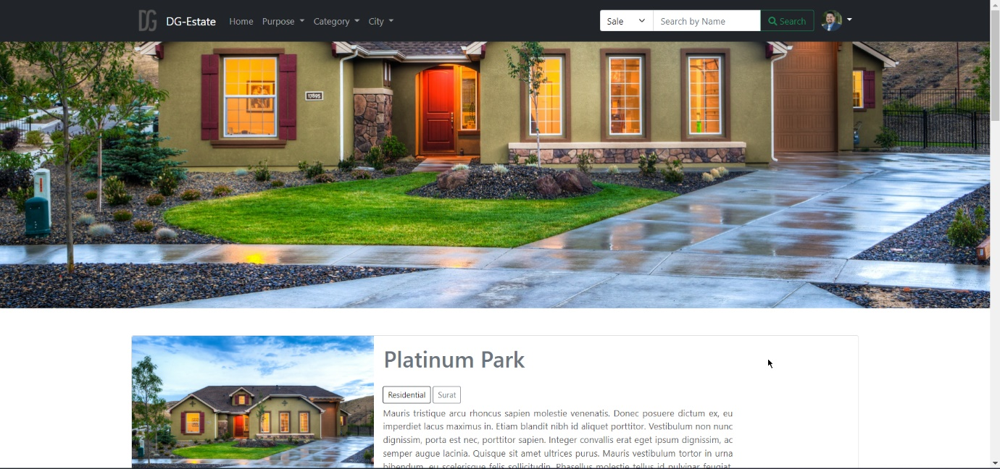 DG DG-Estate Home Purpose Category City Sale Search by Name Search
17895
Platinum Park
Residential Surat
Mauris tristique arcu rhoncus sapien molestie venenatis. Donec posuere dictum ex, eu
imperdiet lacus maximus in. Etiam blandit nibh id aliquet porttitor. Vestibulum non nunc
dignissim, porta est nec, porttitor sapien. Integer convallis erat eget ipsum dignissim, ac
semper augue lacinia. Quisque sit amet ultrices purus. Mauris vestibulum tortor in urna
bibendum, eu scelerisque felis sollicitudin. Phasellus molestie tellus id pulvinar feugiat.